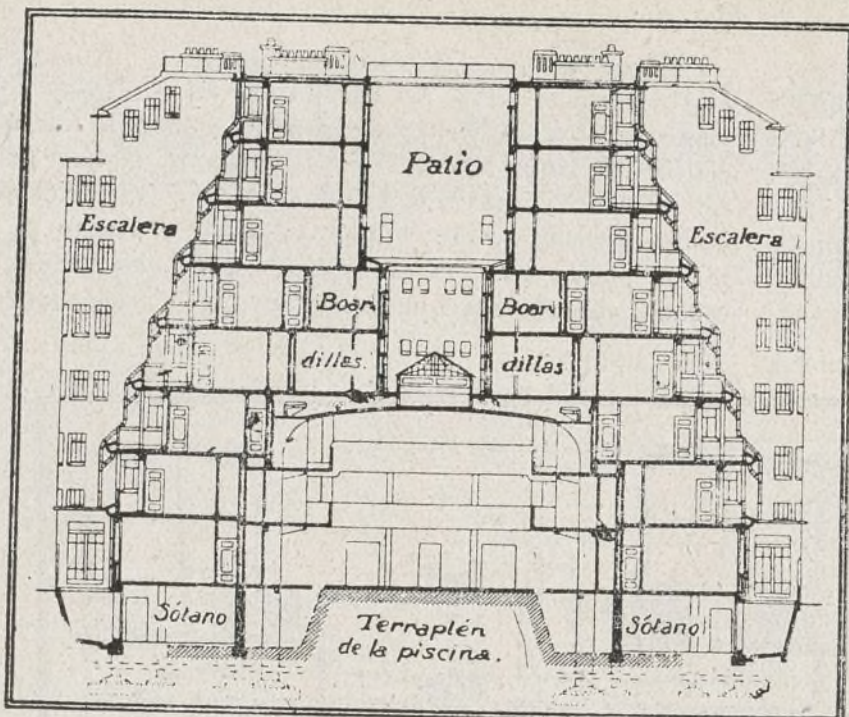 Patio
Escalera
Escalera
Boar
Boar
dillas.
dillas
Sótano
Terraplén
de la piscina.
Sótano